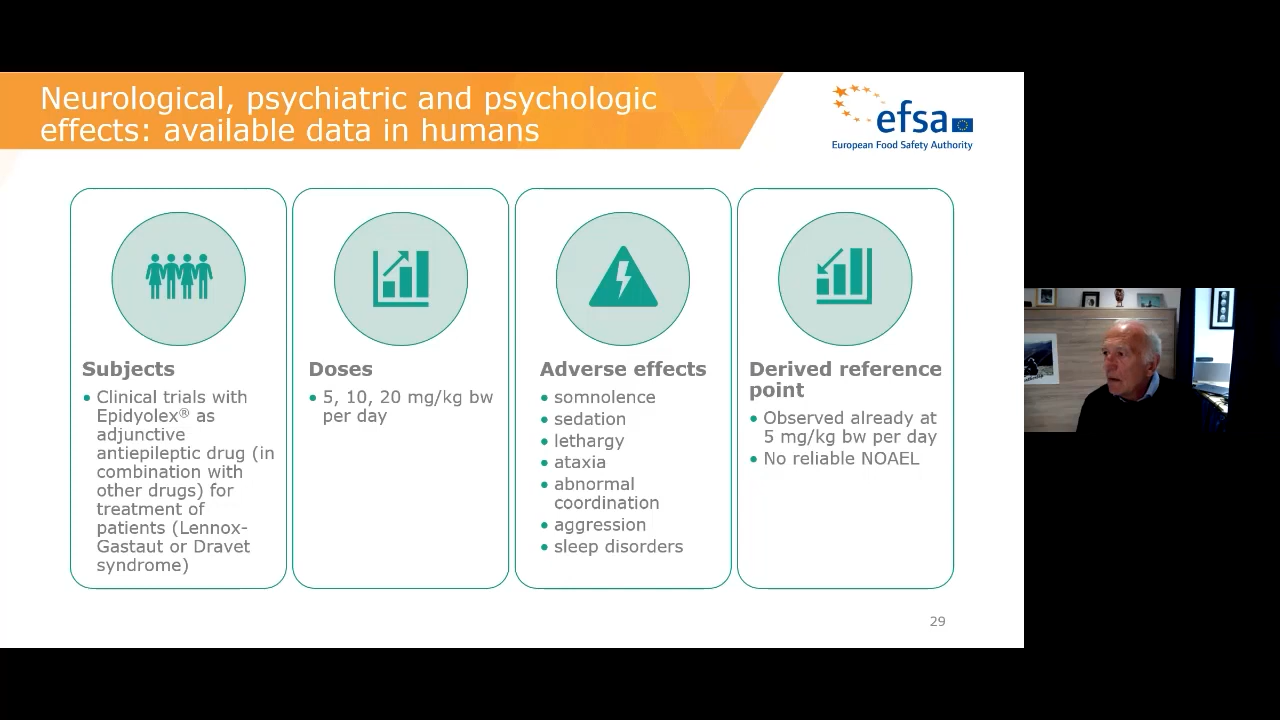 Neurological, psychiatric and psychologic
effects: available data in humans
efsa
European Food Safety Authority
Subjects
• Clinical trials with
Epidyolex® as
adjunctive
antiepileptic drug (in
combination with
other drugs) for
treatment of
patients (Lennox-
Gastaut or Dravet
syndrome)
Doses
• 5, 10, 20 mg/kg bw
per day
Adverse effects
• somnolence
• sedation
• lethargy
• ataxia
• abnormal
coordination
• aggression
• sleep disorders
Derived reference
point
• Observed already at
5 mg/kg bw per day
• No reliable NOAEL
29